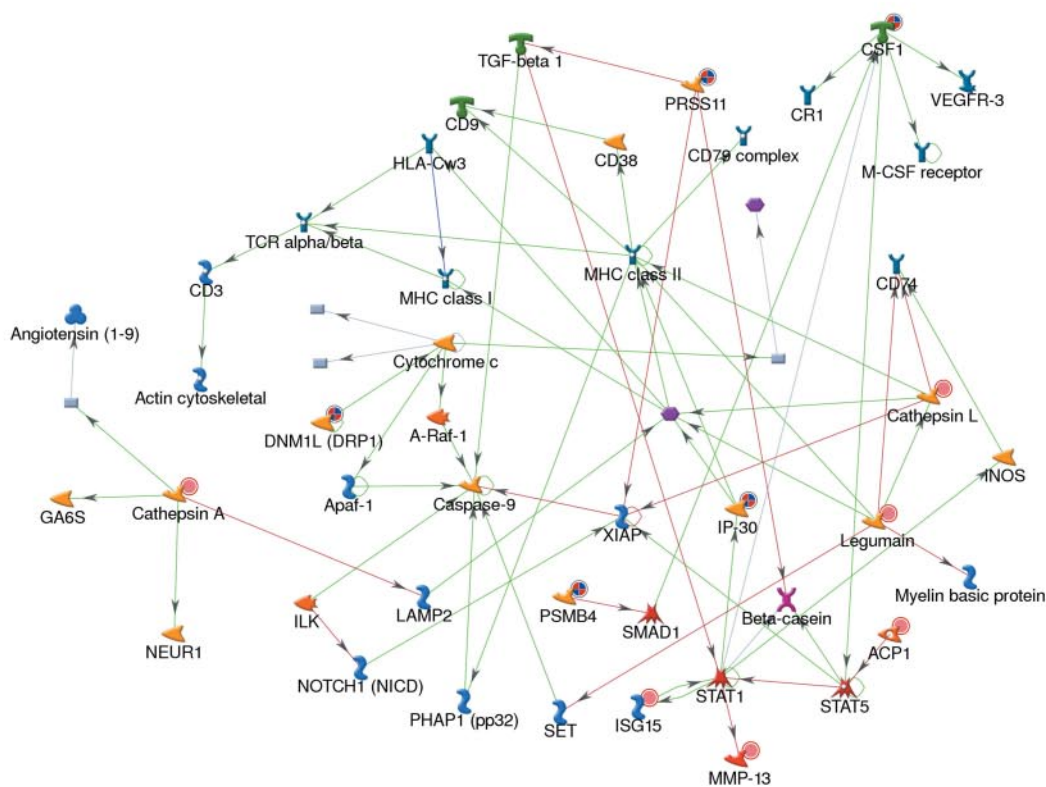 CSF1
TGF-beta 1
PRSS11
VEGFR-3
CR1
CD9
CD38
CD79 complex
HLA-Cw3
M-CSF receptor
TCR alpha/beta
MHC class II
CD74
CD3
MHC class I
Angiotensin (1-9)
Cytochrome c
Actin cytoskeletal
Cathepsin L
DNM1L (DRP1)
A-Raf-1
INOS
GA6S
Cathepsin A
Apaf-1
Caspase-9
XIAP
IP-30
Legumain
Myelin basic protein
ILK
LAMP2
PSMB4
SMAD1
Beta-casein
NEUR1
ACP1
NOTCH1 (NICD)
PHAP1 (pp32)
SET
ISG15
STAT1
STAT5
MMP-13